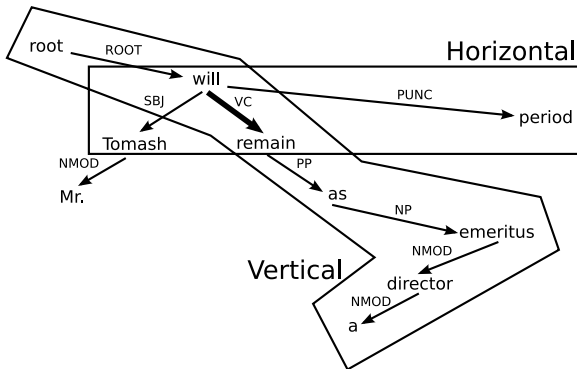 root
ROOT
Horizontal
will
PUNC
SBJ
VC
period
Tomash
remain
NMOD
PP
Mr.
as
NP
emeritus
NMOD
Vertical
director
NMOD
a